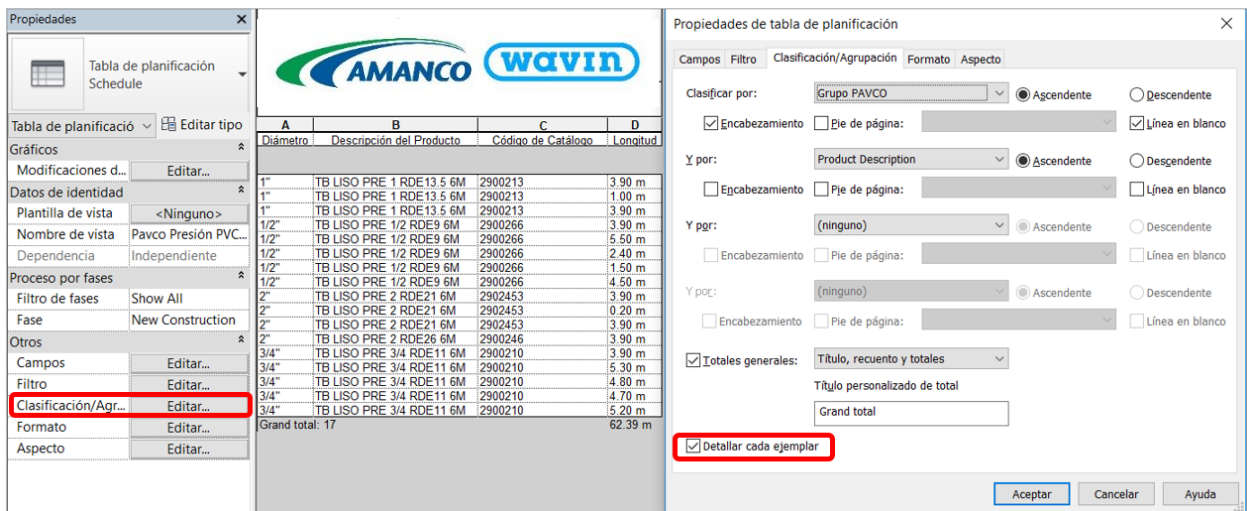 Propiedades
Tabla de planificación
Schedule
Tabla de planificació
Editar tipo
Gráficos
Modificaciones d... Editar...
Datos de identidad
Plantilla de vista <Ninguno>
Nombre de vista Pavco Presión PVC...
Dependencia Independiente
Proceso por fases
Filtro de fases Show All
Fase New Construction
Otros
Campos Editar...
Filtro Editar...
Clasificación/Agr... Editar...
Formato Editar...
Aspecto Editar...
AMANCO wavin
A B C D
Diámetro Descripción del Producto Código de Catálogo Longitud
1" TB LISO PRE 1 RDE13.5 6M 2900213 3.90 m
1" TB LISO PRE 1 RDE13.5 6M 2900213 1.00 m
1" TB LISO PRE 1 RDE13.5 6M 2900213 3.90 m
1/2" TB LISO PRE 1/2 RDE9 6M 2900266 3.90 m
1/2" TB LISO PRE 1/2 RDE9 6M 2900266 5.50 m
1/2" TB LISO PRE 1/2 RDE9 6M 2900266 2.40 m
1/2" TB LISO PRE 1/2 RDE9 6M 2900266 1.50 m
1/2" TB LISO PRE 1/2 RDE9 6M 2900266 4.50 m
2" TB LISO PRE 2 RDE21 6M 2902453 3.90 m
2" TB LISO PRE 2 RDE21 6M 2902453 0.20 m
2" TB LISO PRE 2 RDE21 6M 2902453 3.90 m
2" TB LISO PRE 2 RDE26 6M 2900246 3.90 m
3/4" TB LISO PRE 3/4 RDE11 6M 2900210 3.90 m
3/4" TB LISO PRE 3/4 RDE11 6M 2900210 5.30 m
3/4" TB LISO PRE 3/4 RDE11 6M 2900210 4.80 m
3/4" TB LISO PRE 3/4 RDE11 6M 2900210 4.70 m
3/4" TB LISO PRE 3/4 RDE11 6M 2900210 5.20 m
Grand total: 17 62.39 m
Propiedades de tabla de planificación
Campos Filtro Clasificación/Agrupación Formato Aspecto
Clasificar por: Grupo PAVCO Ascendente Descendente
Encabezamiento Pie de página: Línea en blanco
Y por: Product Description Ascendente Descendente
Encabezamiento Pie de página: Línea en blanco
Y por: (ninguno) Ascendente Descendente
Encabezamiento Pie de página: Línea en blanco
Y por: (ninguno) Ascendente Descendente
Encabezamiento Pie de página: Línea en blanco
Totales generales: Título, recuento y totales
Título personalizado de total
Grand total
Detallar cada ejemplar
Aceptar Cancelar Ayuda